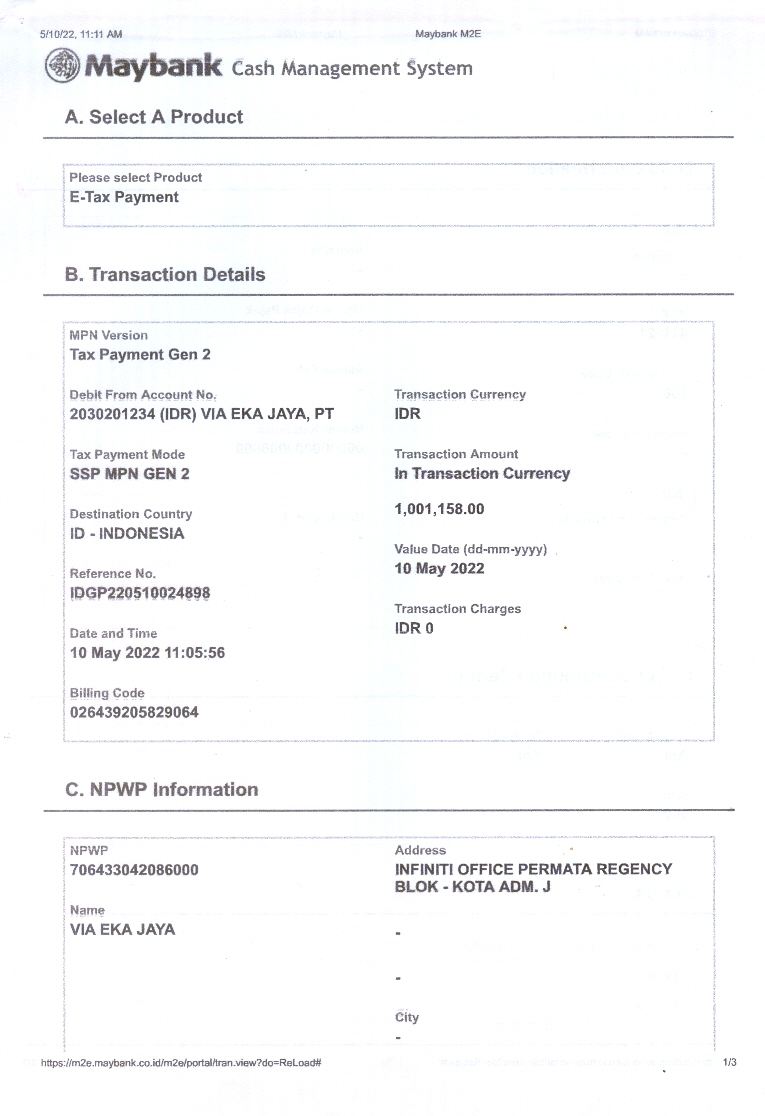 5/10/22, 11:11 AM
Maybank M2E
Maybank Cash Management System
A. Select A Product
Please select Product
E-Tax Payment
B. Transaction Details
MPN Version
Tax Payment Gen 2
Debit From Account No.
2030201234 (IDR) VIA EKA JAYA, PT
Transaction Currency
IDR
Tax Payment Mode
SSP MPN GEN 2
Transaction Amount
In Transaction Currency
1,001,158.00
Destination Country
ID - INDONESIA
Value Date (dd-mm-yyyy)
10 May 2022
Reference No.
IDGP220510024898
Transaction Charges
IDR 0
Date and Time
10 May 2022 11:05:56
Billing Code
026439205829064
C. NPWP Information
NPWP
706433042086000
Name
VIA EKA JAYA
Address
INFINITI OFFICE PERMATA REGENCY
BLOK - KOTA ADM. J
-
-
City
-
https://m2e.maybank.co.id/m2e/portal/tran.view?do=ReLoad#
1/3